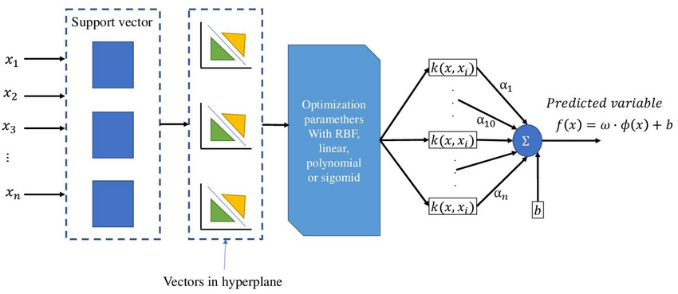 Support vector
x₁
x₂
x₃
⋮
xₙ
Optimization
paramethers
With RBF,
linear,
polynomial
or sigomid
k(x, xᵢ)
k(x, xᵢ)
k(x, xᵢ)
α₁
α₁₀
αₙ
Σ
b
Predicted variable
f(x) = ω · ϕ(x) + b
Vectors in hyperplane